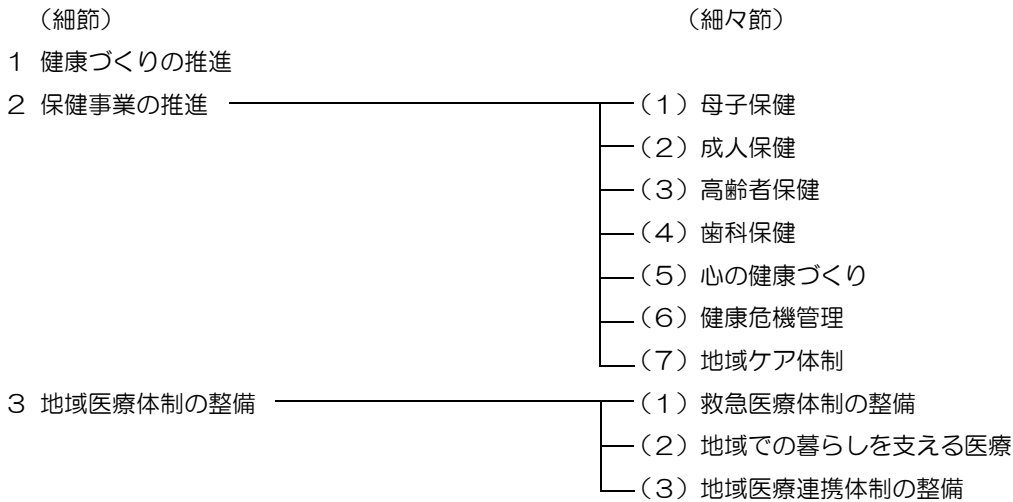 （細節） （細々節）
１ 健康づくりの推進
２ 保健事業の推進 （１）母子保健
（２）成人保健
（３）高齢者保健
（４）歯科保健
（５）心の健康づくり
（６）健康危機管理
（７）地域ケア体制
３ 地域医療体制の整備 （１）救急医療体制の整備
（２）地域での暮らしを支える医療
（３）地域医療連携体制の整備